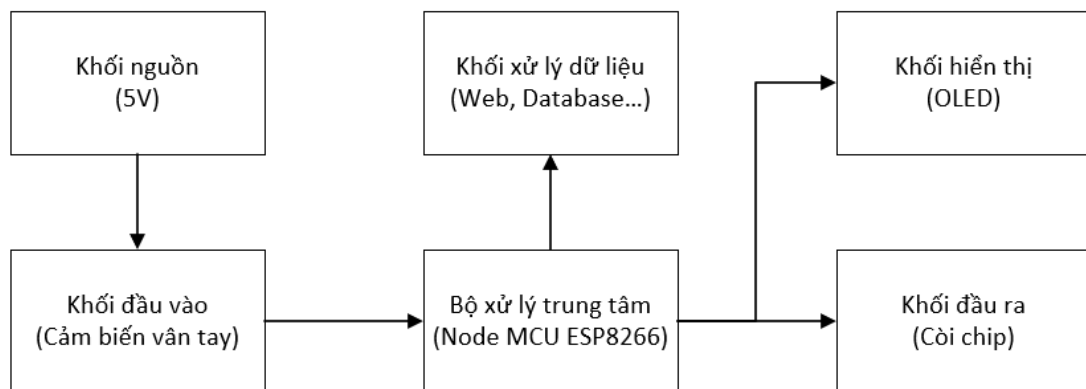 Khối nguồn
(5V)
Khối xử lý dữ liệu
(Web, Database...)
Khối hiển thị
(OLED)
Khối đầu vào
(Cảm biến vân tay)
Bộ xử lý trung tâm
(Node MCU ESP8266)
Khối đầu ra
(Còi chip)